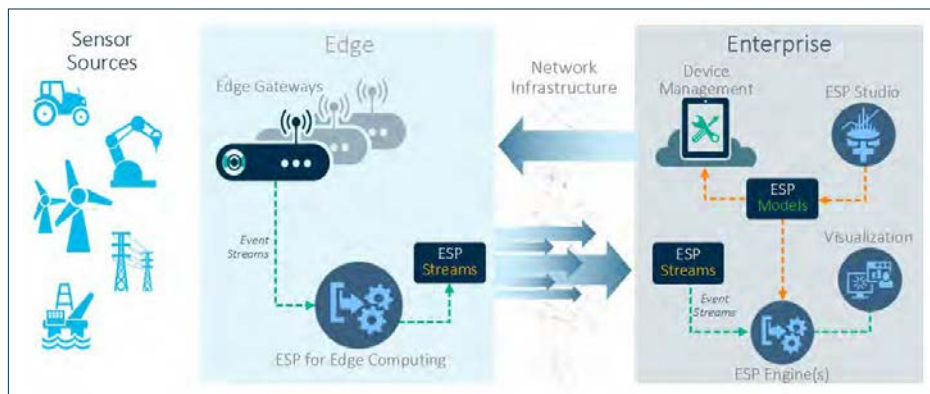 Sensor
Sources
Edge
Edge Gateways
Event
Streams
ESP
Streams
ESP for Edge Computing
Network
Infrastructure
Enterprise
Device
Management
ESP Studio
ESP
Models
Visualization
ESP
Streams
Event
Streams
ESP Engine(s)